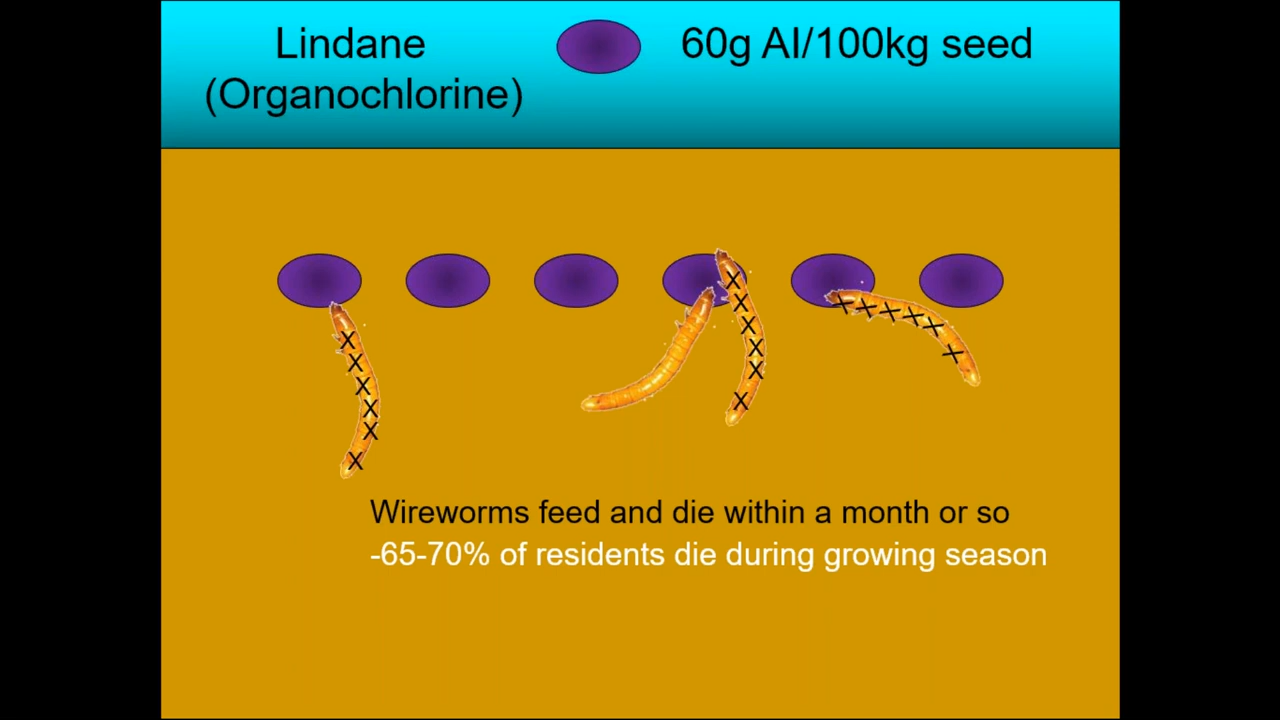 Lindane
(Organochlorine)
60g AI/100kg seed
X
X
X
X
X
X
X
X
X
X
X
X
X X X X X
X
Wireworms feed and die within a month or so
-65-70% of residents die during growing season